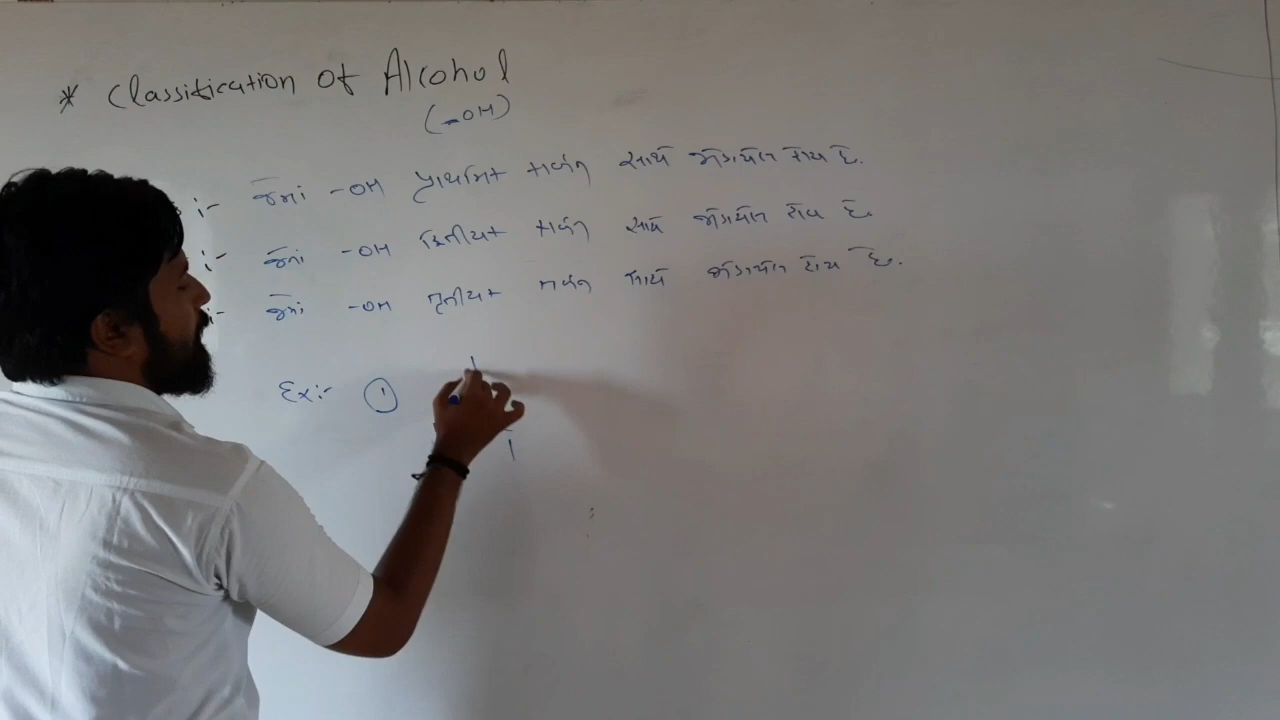 * Classification of Alcohol
(-OH)
:- જેમાં -OH પ્રાથમિક કાર્બન સાથે જોડાયેલ હોય છે.
:- જેમાં -OH દ્વિતીયક કાર્બન સાથે જોડાયેલ હોય છે.
:- જેમાં -OH તૃતીયક કાર્બન સાથે જોડાયેલ હોય છે.
Ex:- ①